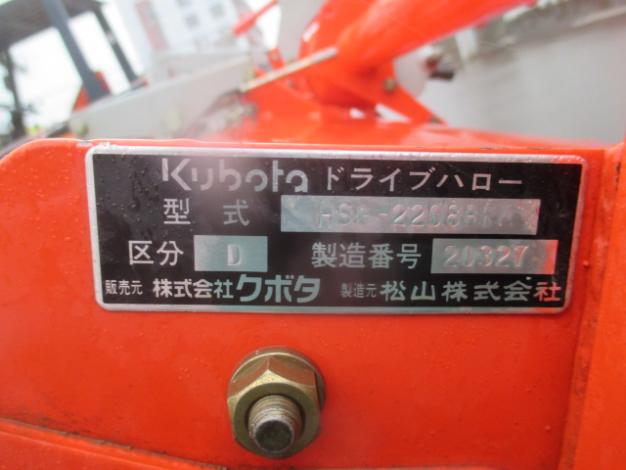 Kubota ドライブハロー
型式
区分 D 製造番号 20327
販売元 株式会社クボタ 製造元 松山株式会社